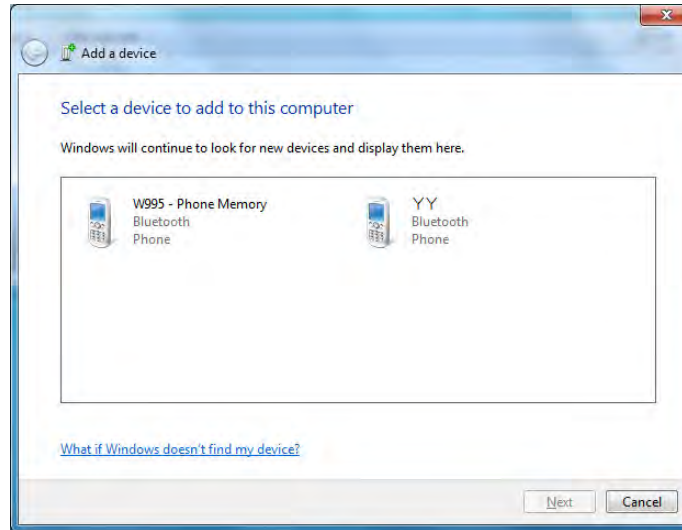 Add a device
Select a device to add to this computer
Windows will continue to look for new devices and display them here.
W995 - Phone Memory
Bluetooth
Phone
YY
Bluetooth
Phone
What if Windows doesn't find my device?
Next
Cancel